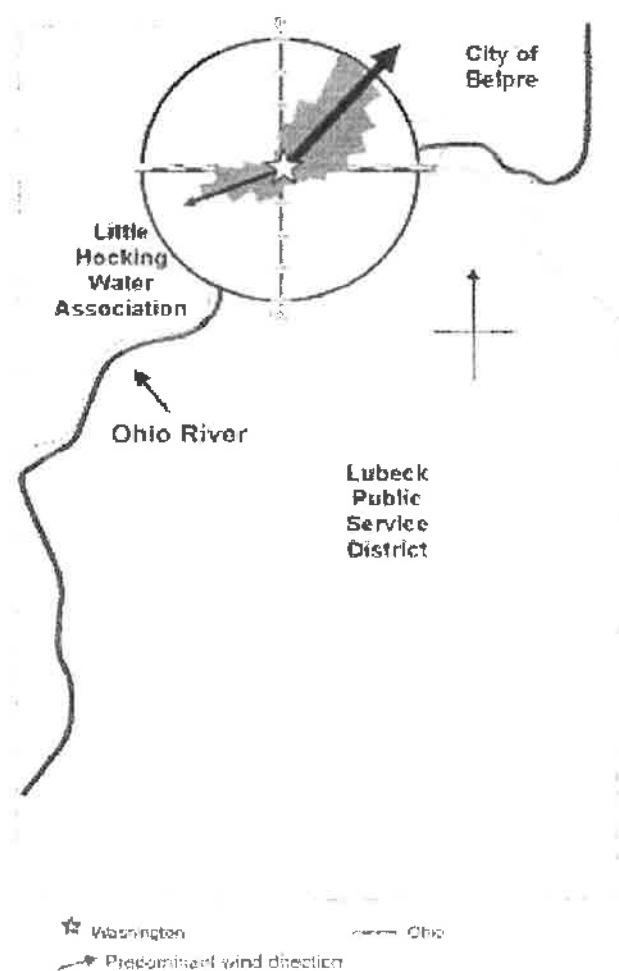 City of
Belpre
Little
Hocking
Water
Association
Ohio River
Lubeck
Public
Service
District
Washington
Ohio
Predominant wind direction